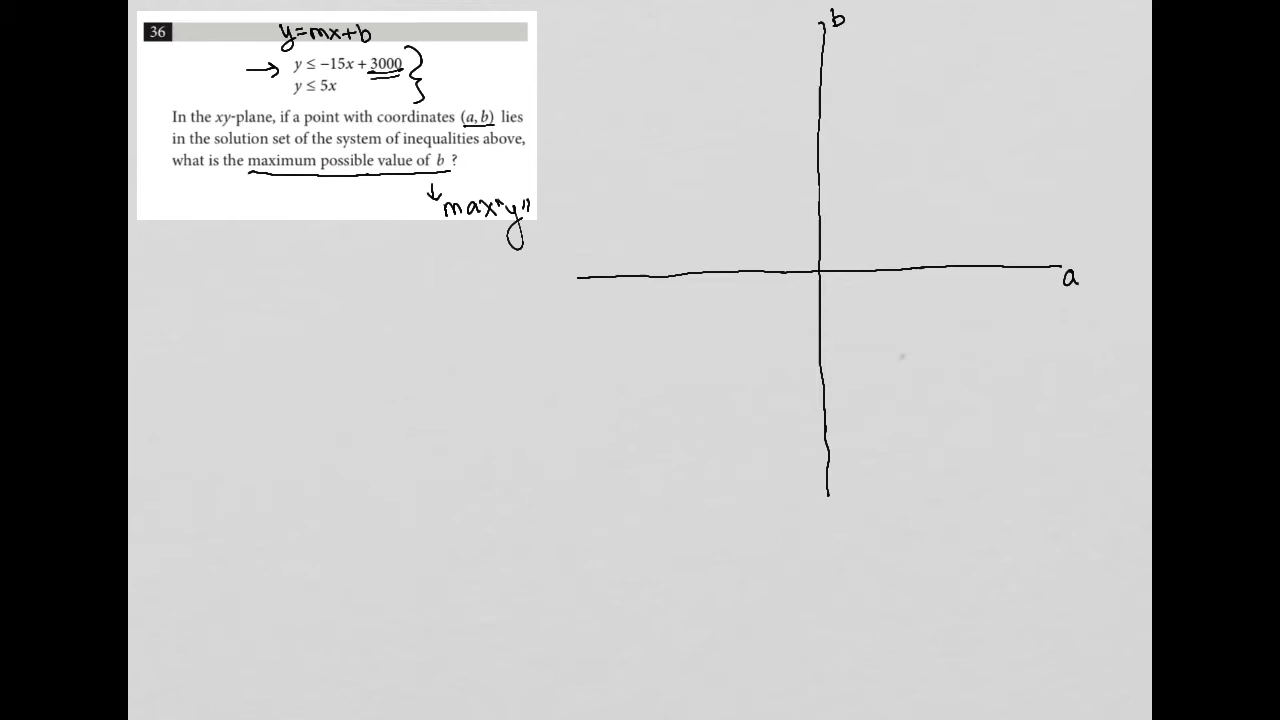 36
y=mx+b
→ y ≤ −15x + 3000
y ≤ 5x
In the xy-plane, if a point with coordinates (a, b) lies
in the solution set of the system of inequalities above,
what is the maximum possible value of b ?
max "y"
b
a